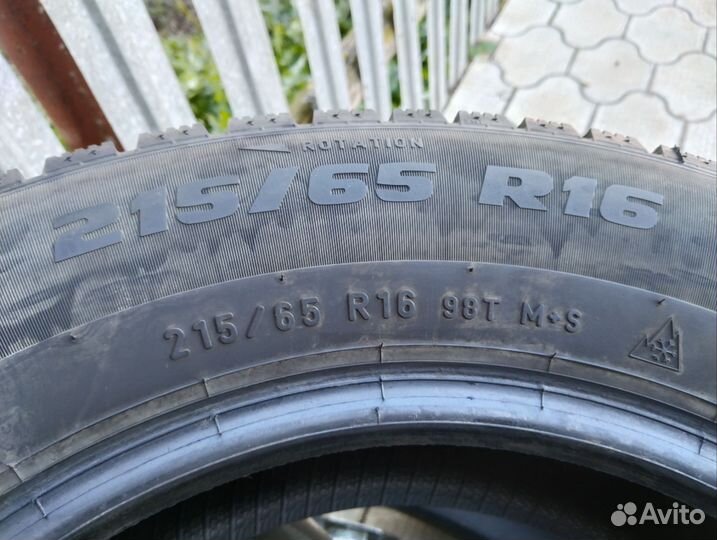 ROTATION
215/65 R16
215/65 R16 98T M+S
Avito